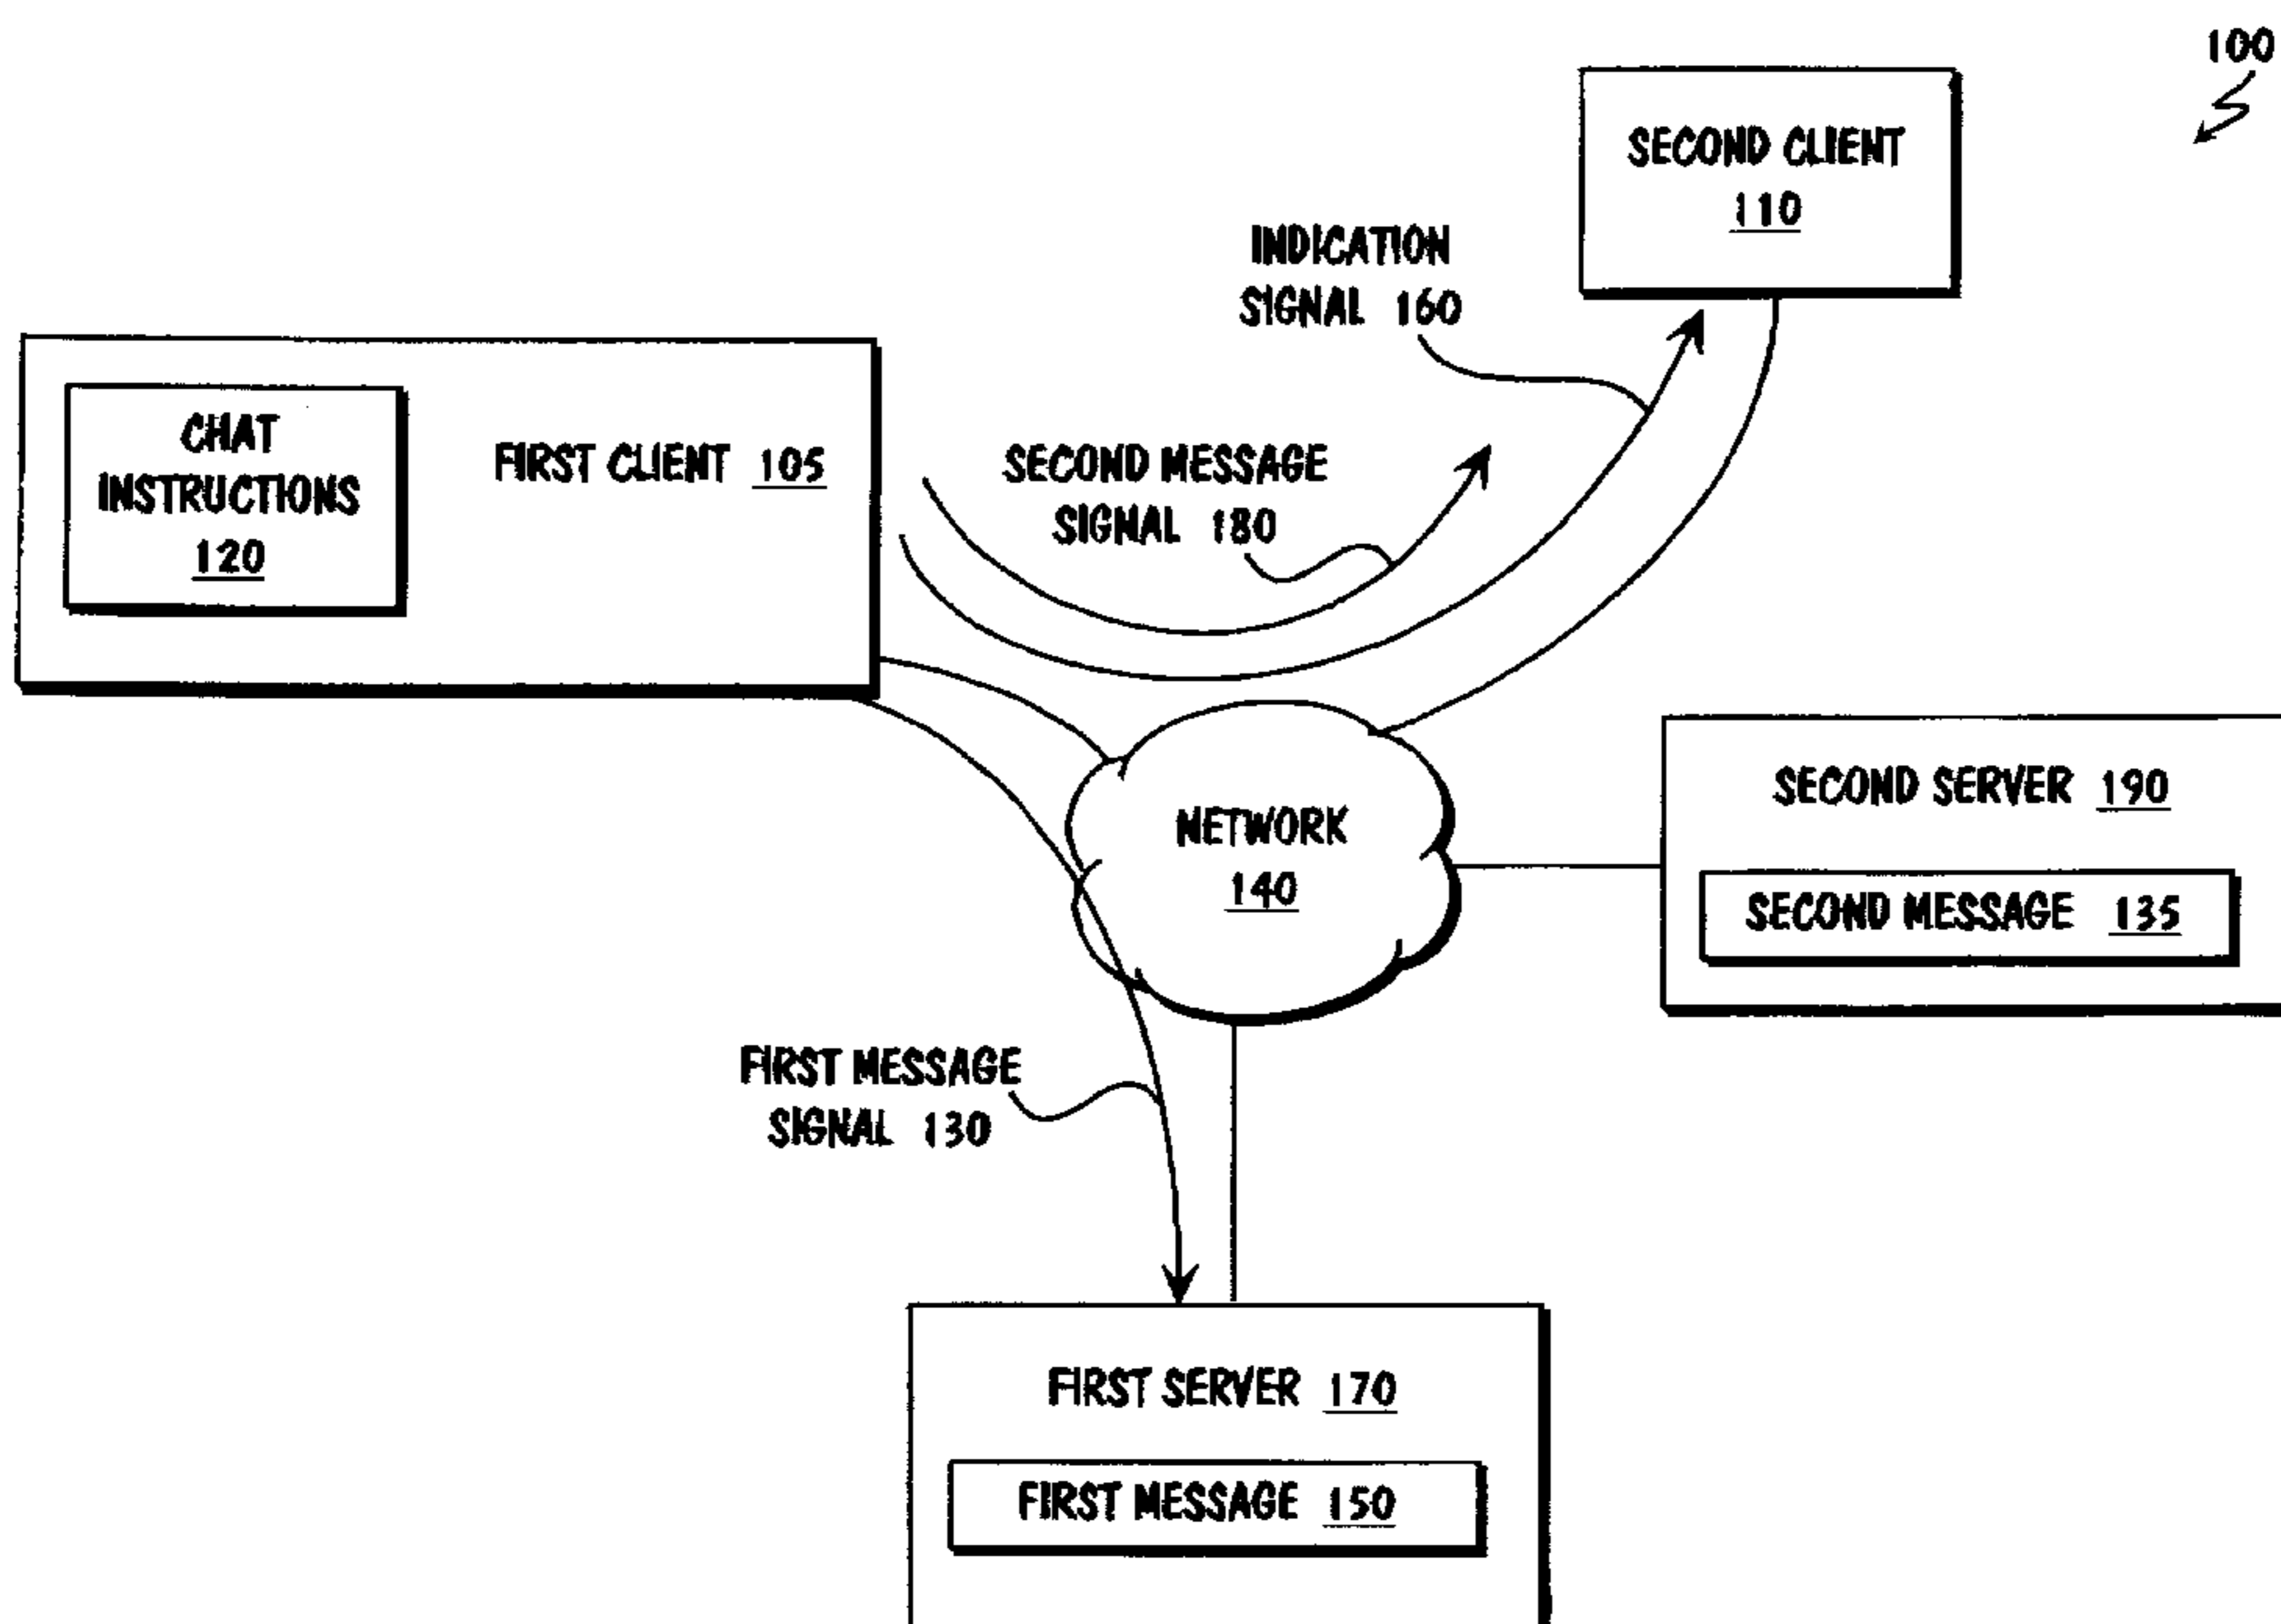 100
SECOND CLIENT
110
INDICATION
SIGNAL 160
CHAT
INSTRUCTIONS
120
FIRST CLIENT 105
SECOND MESSAGE
SIGNAL 180
NETWORK
140
SECOND SERVER 190
SECOND MESSAGE 135
FIRST MESSAGE
SIGNAL 130
FIRST SERVER 170
FIRST MESSAGE 150